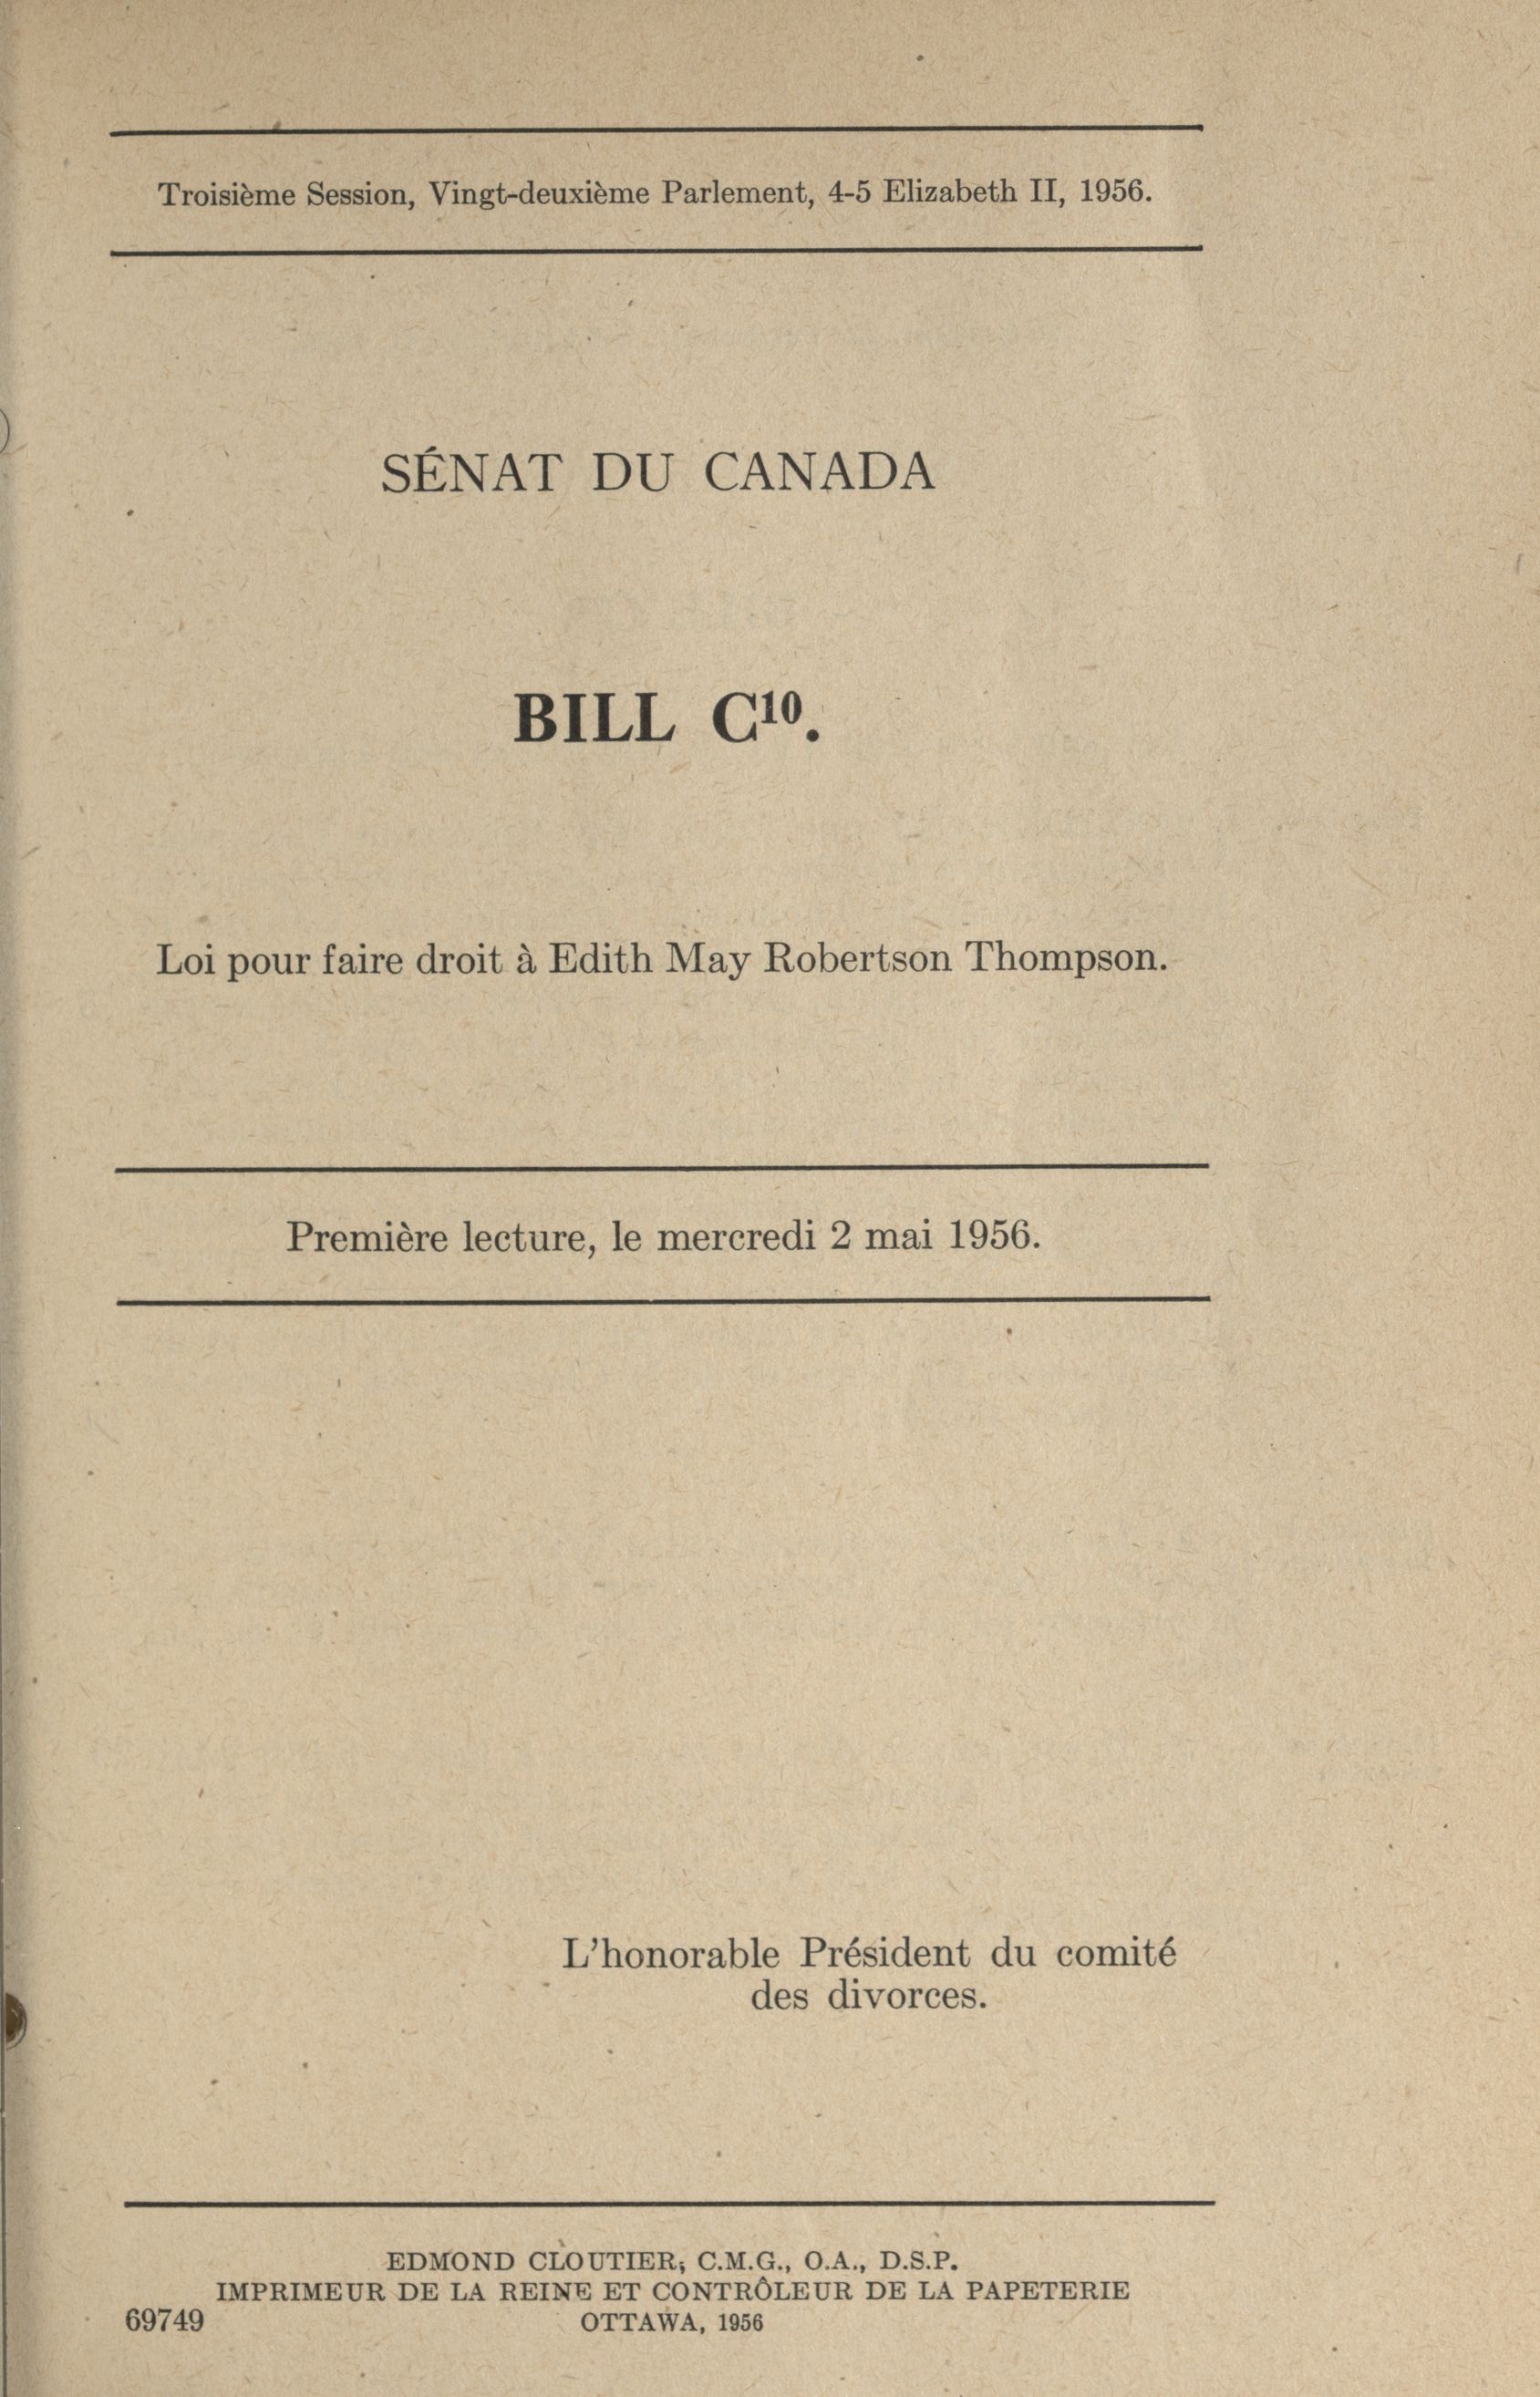 Troisième Session, Vingt-deuxième Parlement, 4-5 Elizabeth II, 1956.
SÉNAT DU CANADA
BILL C¹⁰.
Loi pour faire droit à Edith May Robertson Thompson.
Première lecture, le mercredi 2 mai 1956.
L'honorable Président du comité
des divorces.
EDMOND CLOUTIER, C.M.G., O.A., D.S.P.
IMPRIMEUR DE LA REINE ET CONTRÔLEUR DE LA PAPETERIE
69749 OTTAWA, 1956